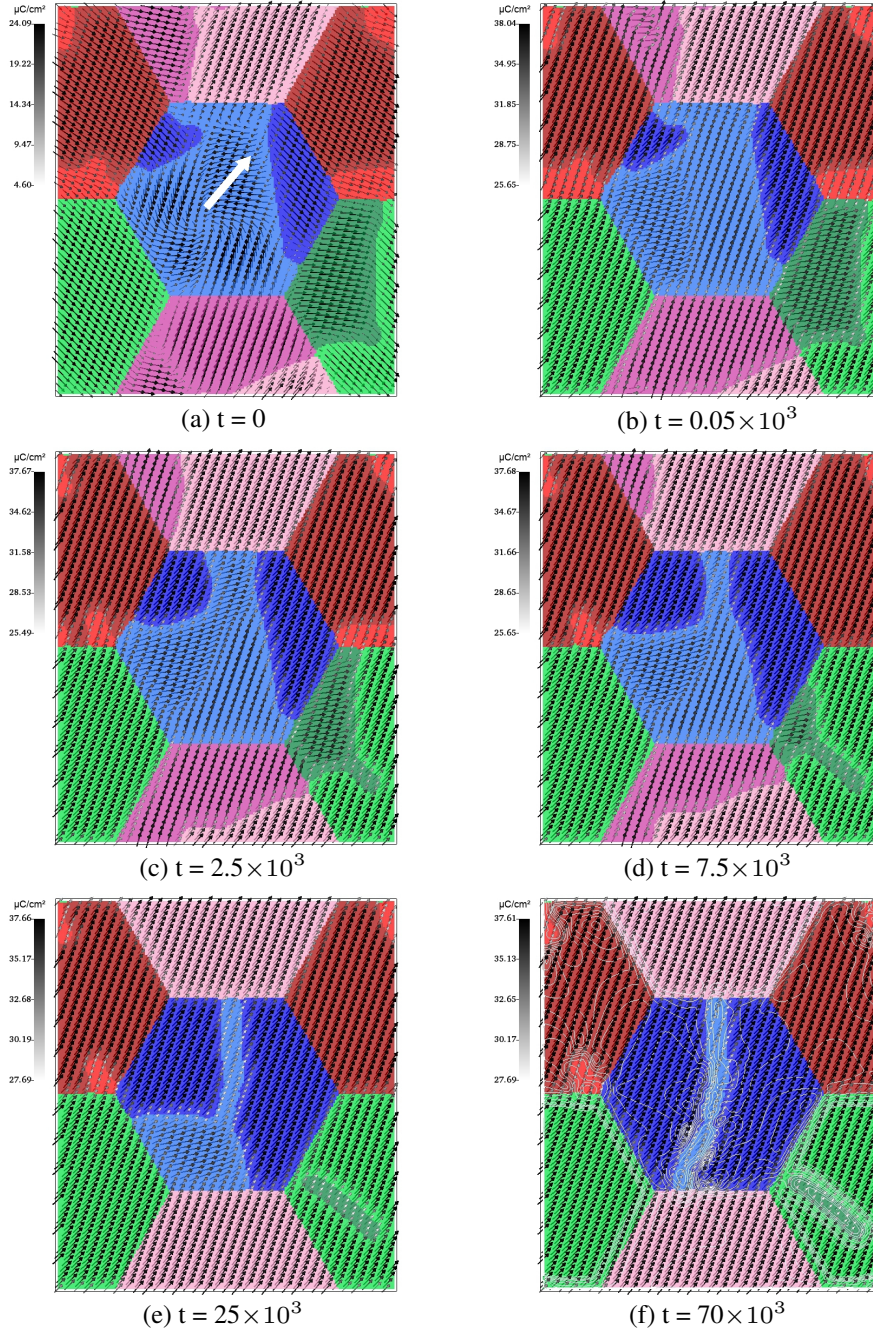 µC/cm²
24.09
19.22
14.34
9.47
4.60
(a) t = 0
µC/cm²
38.04
31.85
28.75
25.65
(b) t = 0.05×10³
µC/cm²
37.67
34.62
31.58
28.53
25.49
(c) t = 2.5×10³
µC/cm²
37.68
34.67
31.66
28.65
25.65
(d) t = 7.5×10³
µC/cm²
37.66
35.17
32.68
30.19
27.69
(e) t = 25×10³
µC/cm²
37.61
35.13
32.65
30.17
27.69
(f) t = 70×10³